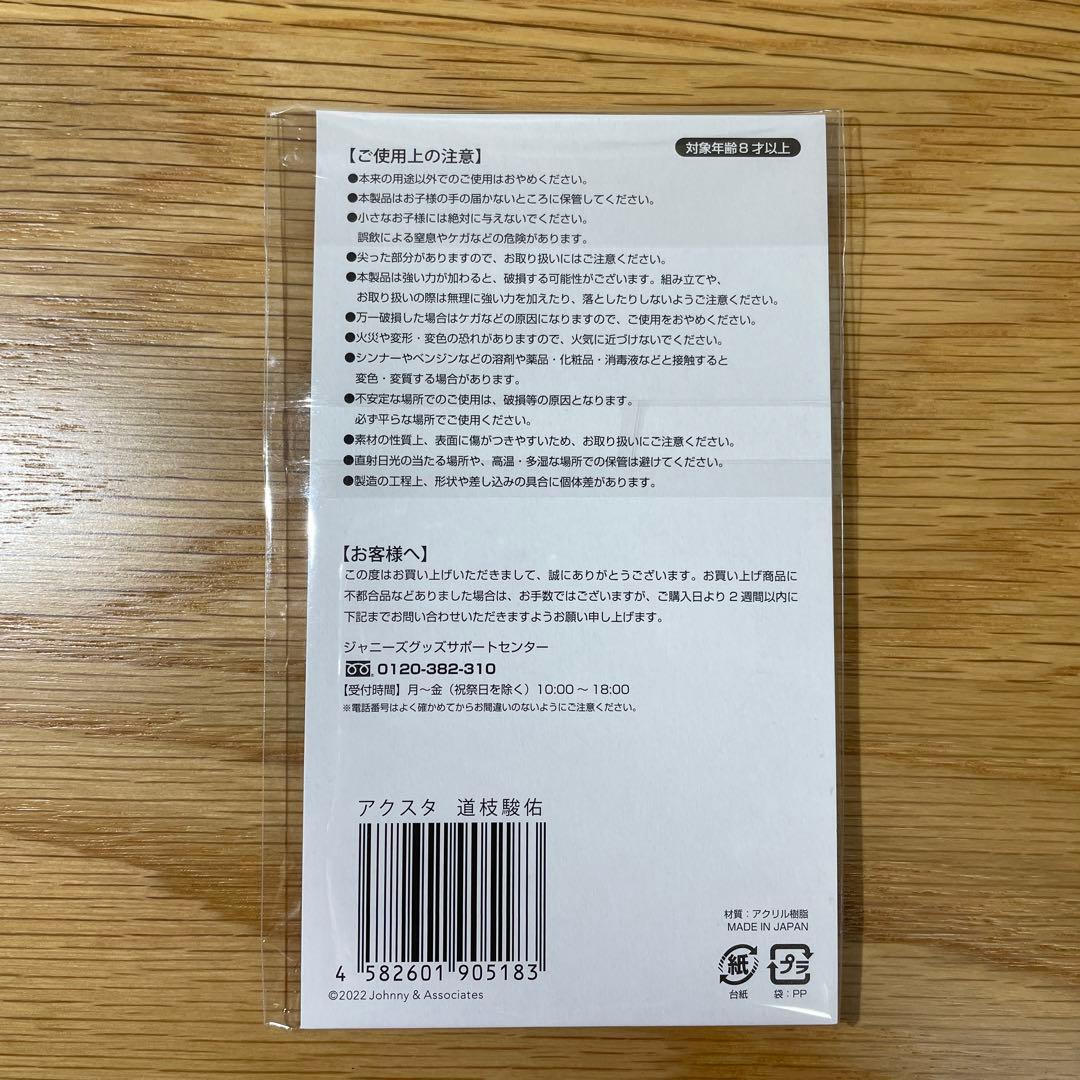 対象年齢8才以上
【ご使用上の注意】
●本来の用途以外でのご使用はおやめください。
●本製品はお子様の手の届かないところに保管してください。
●小さなお子様には絶対に与えないでください。
誤飲による窒息やケガなどの危険があります。
●尖った部分がありますので、お取り扱いにはご注意ください。
●本製品は強い力が加わると、破損する可能性がございます。組み立てや、
お取り扱いの際は無理に強い力を加えたり、落としたりしないようご注意ください。
●万一破損した場合はケガなどの原因になりますので、ご使用をおやめください。
●火災や変形・変色の恐れがありますので、火気に近づけないでください。
●シンナーやベンジンなどの溶剤や薬品・化粧品・消毒液などと接触すると
変色・変質する場合があります。
●不安定な場所でのご使用は、破損等の原因となります。
必ず平らな場所でご使用ください。
●素材の性質上、表面に傷がつきやすいため、お取り扱いにご注意ください。
●直射日光の当たる場所や、高温・多湿な場所での保管は避けてください。
●製造の工程上、形状や差し込みの具合に個体差があります。
【お客様へ】
この度はお買い上げいただきまして、誠にありがとうございます。お買い上げ商品に
不都合品などありました場合は、お手数ではございますが、ご購入日より2週間以内に
下記までお問い合わせいただきますようお願い申し上げます。
ジャニーズグッズサポートセンター
0120-382-310
【受付時間】月〜金（祝祭日を除く）10:00〜18:00
※電話番号はよく確かめてからお間違いのないようにご注意ください。
アクスタ 道枝駿佑
4 582601 905183
©2022 Johnny & Associates
材質：アクリル樹脂
MADE IN JAPAN
紙 プラ
台紙 袋：PP